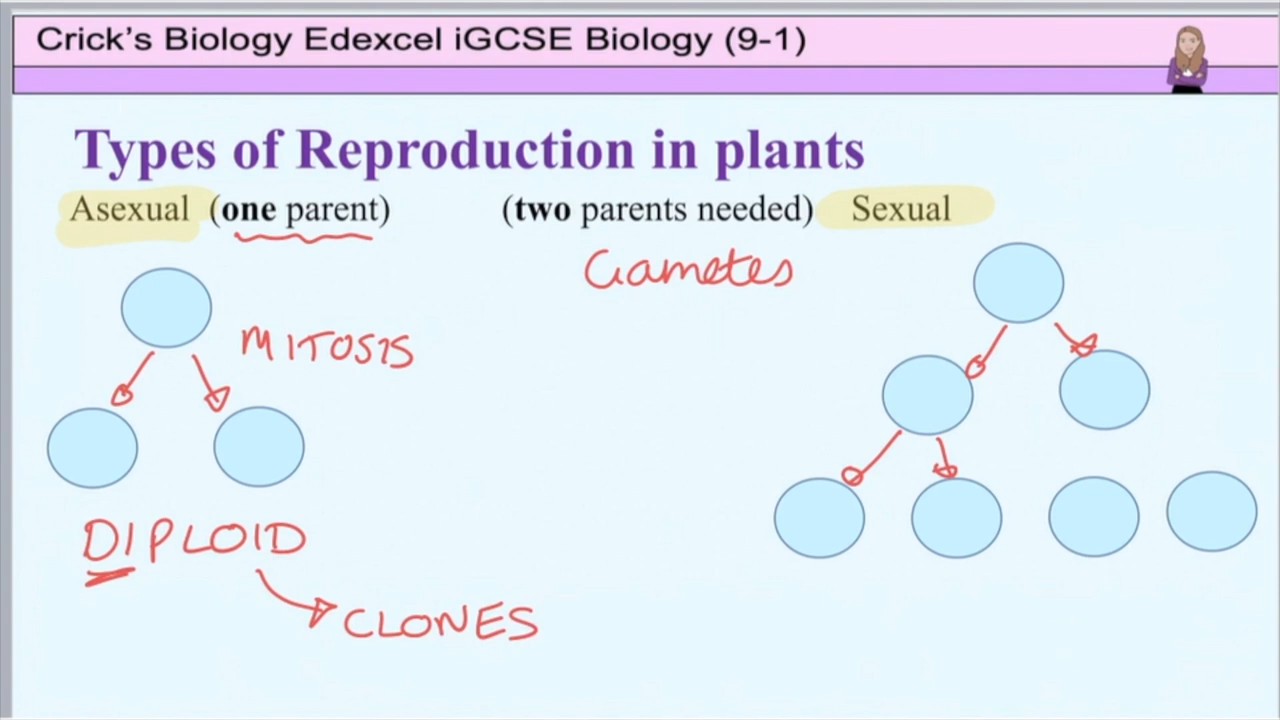 Crick's Biology Edexcel iGCSE Biology (9-1)
Types of Reproduction in plants
Asexual (one parent) (two parents needed) Sexual
Gametes
MITOSIS
DIPLOID
CLONES